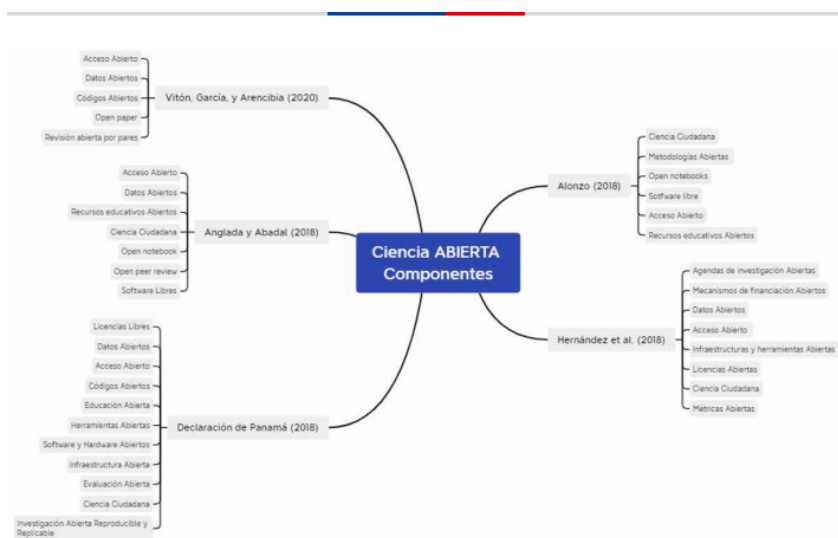 Acceso Abierto
Datos Abiertos
Códigos Abiertos
Open paper
Revisión abierta por pares
Vitón, García, y Arencibia (2020)
Acceso Abierto
Datos Abiertos
Recursos educativos Abiertos
Ciencia Ciudadana
Open notebook
Open peer review
Software Libres
Anglada y Abadal (2018)
Licencias Libres
Datos Abiertos
Acceso Abierto
Códigos Abiertos
Educación Abierta
Herramientas Abiertas
Software y Hardware Abiertos
Infraestructura Abierta
Evaluación Abierta
Ciencia Ciudadana
Investigación Abierta Reproducible y
Replicable
Declaración de Panamá (2018)
Ciencia ABIERTA
Componentes
Alonzo (2018)
Ciencia Ciudadana
Metodologías Abiertas
Open notebooks
Sotfware libre
Acceso Abierto
Recursos educativos Abiertos
Hernández et al. (2018)
Agendas de investigación Abiertas
Mecanismos de financiación Abiertos
Datos Abiertos
Acceso Abierto
Infraestructuras y herramientas Abiertas
Licencias Abiertas
Ciencia Ciudadana
Métricas Abiertas